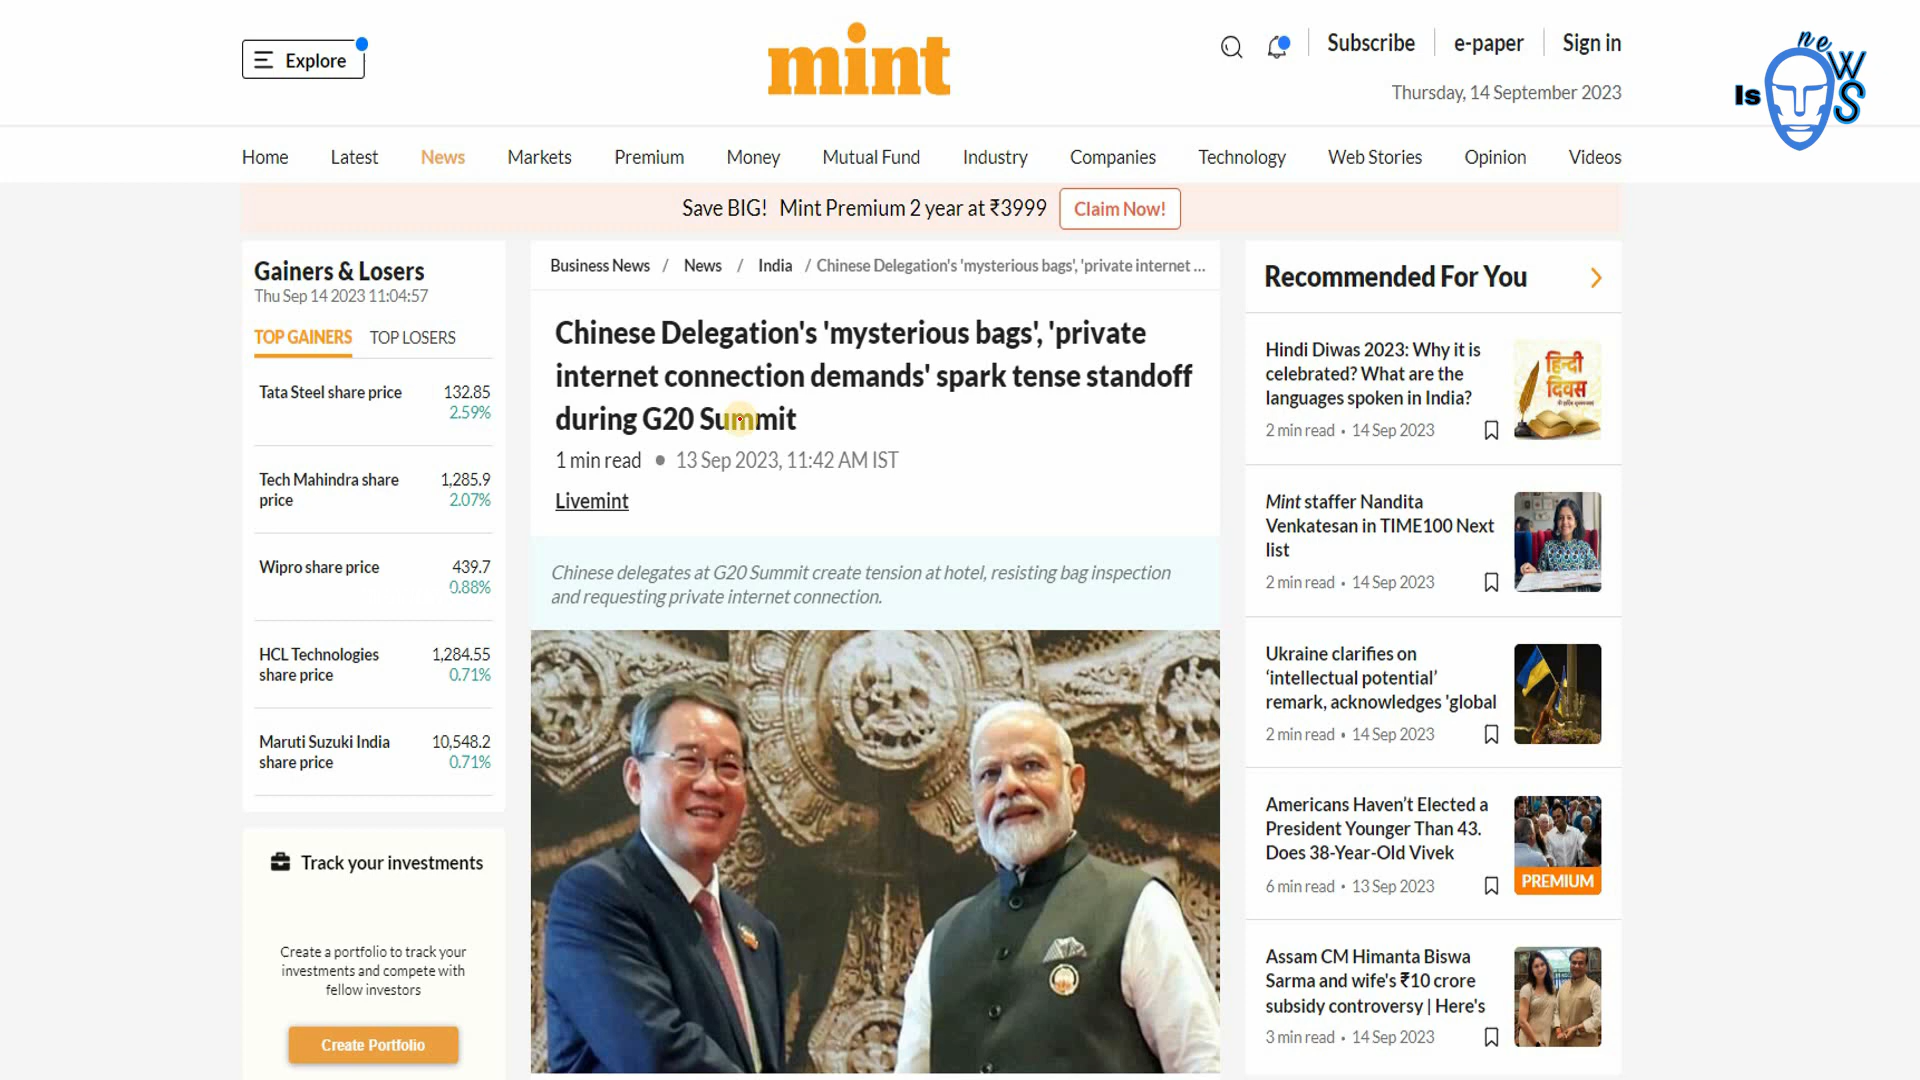 Explore
mint
Subscribe
e-paper
Sign in
Thursday, 14 September 2023
Is
neWS
Home
Latest
News
Markets
Premium
Money
Mutual Fund
Industry
Companies
Technology
Web Stories
Opinion
Videos
Save BIG! Mint Premium 2 year at ₹3999
Claim Now!
Gainers & Losers
Thu Sep 14 2023 11:04:57
TOP GAINERS
TOP LOSERS
Tata Steel share price
132.85
2.59%
Tech Mahindra share
price
1,285.9
2.07%
Wipro share price
439.7
0.88%
HCL Technologies
share price
1,284.55
0.71%
Maruti Suzuki India
share price
10,548.2
0.71%
Track your investments
Create a portfolio to track your
investments and compete with
fellow investors
Create Portfolio
Business News / News / India / Chinese Delegation's 'mysterious bags', 'private internet ...
Chinese Delegation's 'mysterious bags', 'private
internet connection demands' spark tense standoff
during G20 Summit
1 min read • 13 Sep 2023, 11:42 AM IST
Livemint
Chinese delegates at G20 Summit create tension at hotel, resisting bag inspection
and requesting private internet connection.
Recommended For You
Hindi Diwas 2023: Why it is
celebrated? What are the
languages spoken in India?
2 min read • 14 Sep 2023
हिन्दी
दिवस
Mint staffer Nandita
Venkatesan in TIME100 Next
list
2 min read • 14 Sep 2023
Ukraine clarifies on
‘intellectual potential’
remark, acknowledges 'global
2 min read • 14 Sep 2023
Americans Haven’t Elected a
President Younger Than 43.
Does 38-Year-Old Vivek
6 min read • 13 Sep 2023
PREMIUM
Assam CM Himanta Biswa
Sarma and wife's ₹10 crore
subsidy controversy | Here's
3 min read • 14 Sep 2023